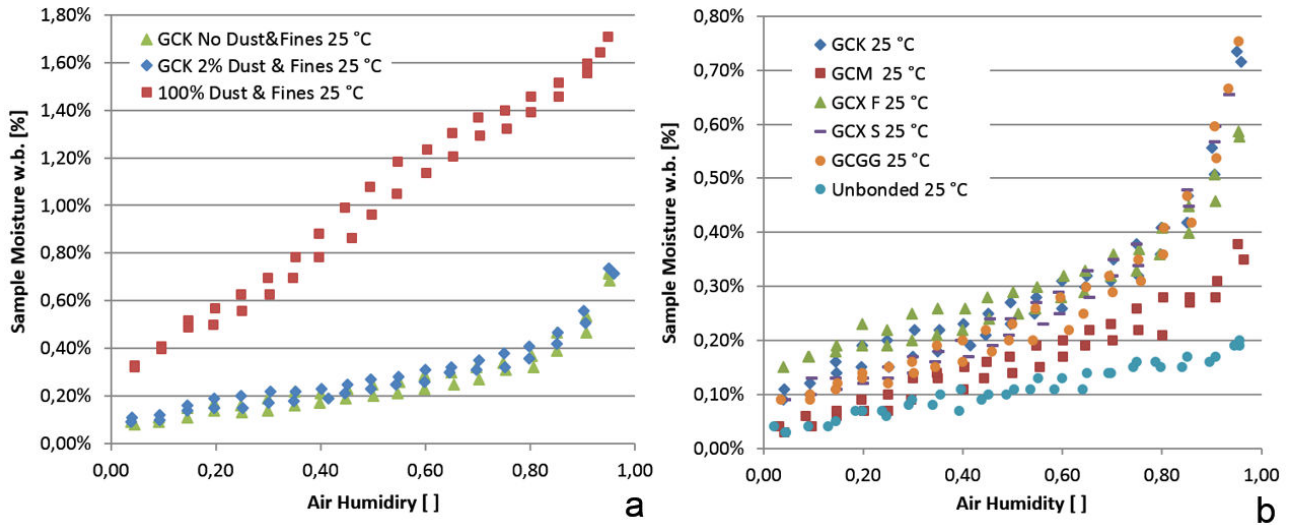 1,80%
1,60%
1,40%
1,20%
1,00%
0,80%
0,60%
0,40%
0,20%
0,00%
Sample Moisture w.b. [%]
GCK No Dust&Fines 25 °C
GCK 2% Dust & Fines 25 °C
100% Dust & Fines 25 °C
0,00 0,20 0,40 0,60 0,80 1,00
Air Humidiry [ ]
a
0,80%
0,70%
0,60%
0,50%
0,40%
0,30%
0,20%
0,10%
0,00%
Sample Moisture w.b. [%]
GCK 25 °C
GCM 25 °C
GCX F 25 °C
GCX S 25 °C
GCGG 25 °C
Unbonded 25 °C
0,00 0,20 0,40 0,60 0,80 1,00
Air Humidity [ ]
b